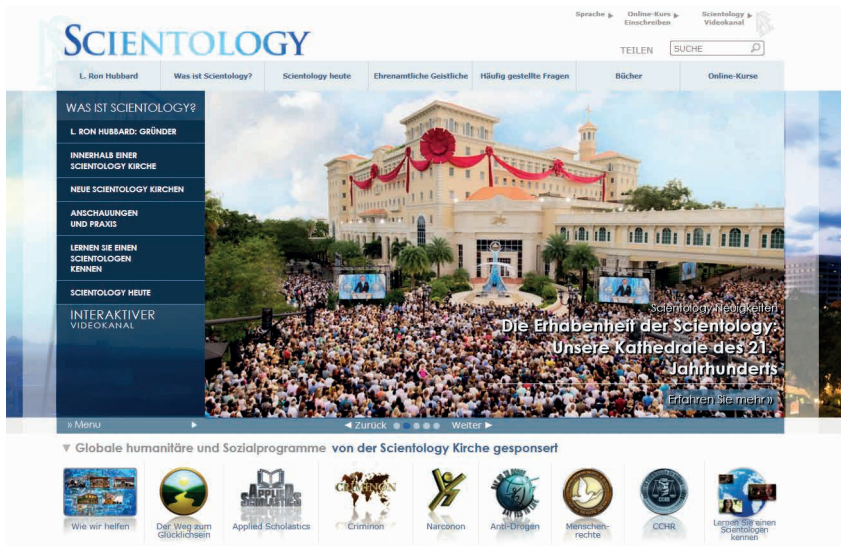 Sprache
Online-Kurs
Einschreiben
Scientology
Videokanal
SCIENTOLOGY
TEILEN
SUCHE
L. Ron Hubbard
Was ist Scientology?
Scientology heute
Ehrenamtliche Geistliche
Häufig gestellte Fragen
Bücher
Online-Kurse
WAS IST SCIENTOLOGY?
L. RON HUBBARD: GRÜNDER
INNERHALB EINER
SCIENTOLOGY KIRCHE
NEUE SCIENTOLOGY KIRCHEN
ANSCHAUUNGEN
UND PRAXIS
LERNEN SIE EINEN
SCIENTOLOGEN
KENNEN
SCIENTOLOGY HEUTE
INTERAKTIVER
VIDEOKANAL
Scientology Neuigkeiten
Die Erhabenheit der Scientology:
Unsere Kathedrale des 21.
Jahrhunderts
Erfahren Sie mehr »
» Menu
Zurück
Weiter
Globale humanitäre und Sozialprogramme von der Scientology Kirche gesponsert
APPLIED
SCHOLASTICS
CRIMINON
CCHR
Wie wir helfen
Der Weg zum
Glücklichsein
Applied Scholastics
Criminon
Narconon
Anti-Drogen
Menschen-
rechte
CCHR
Lernen Sie einen
Scientologen
kennen